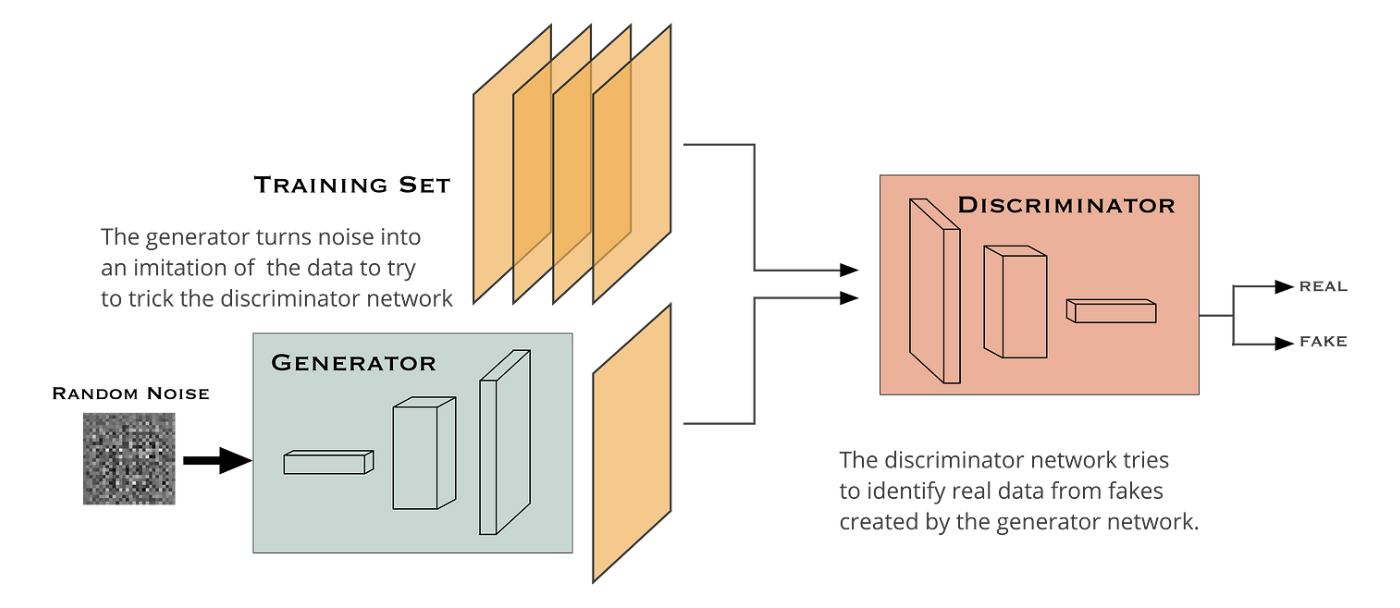 TRAINING SET
The generator turns noise into
an imitation of  the data to try
to trick the discriminator network
GENERATOR
RANDOM NOISE
DISCRIMINATOR
REAL
FAKE
The discriminator network tries
to identify real data from fakes
created by the generator network.